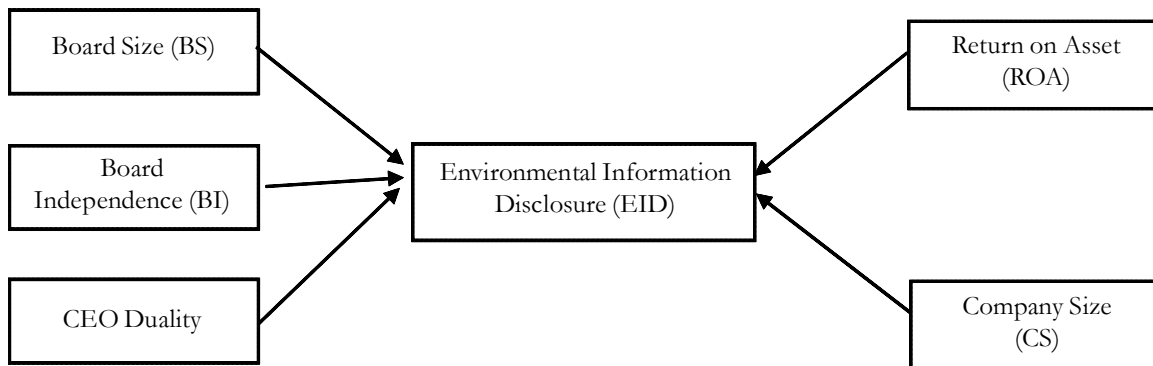 Board Size (BS)
Return on Asset
(ROA)
Board
Independence (BI)
Environmental Information
Disclosure (EID)
CEO Duality
Company Size
(CS)